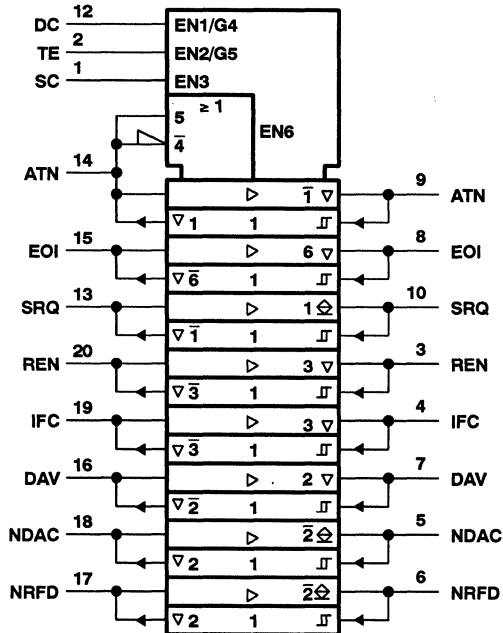 DC 12 EN1/G4
TE 2 EN2/G5
SC 1 EN3
≥ 1
5
EN6
4̅
ATN 14
▷ 1̅ ▽ 9 ATN
▽ 1 1
EOI 15 ▷ 6 ▽ 8 EOI
▽ 6̅ 1
SRQ 13 ▷ 1 10 SRQ
▽ 1̅ 1
REN 20 ▷ 3 ▽ 3 REN
▽ 3̅ 1
IFC 19 ▷ 3 ▽ 4 IFC
▽ 3̅ 1
DAV 16 ▷ 2 ▽ 7 DAV
▽ 2̅ 1
NDAC 18 ▷ 2̅ 5 NDAC
▽ 2 1
NRFD 17 ▷ 2̅ 6 NRFD
▽ 2 1